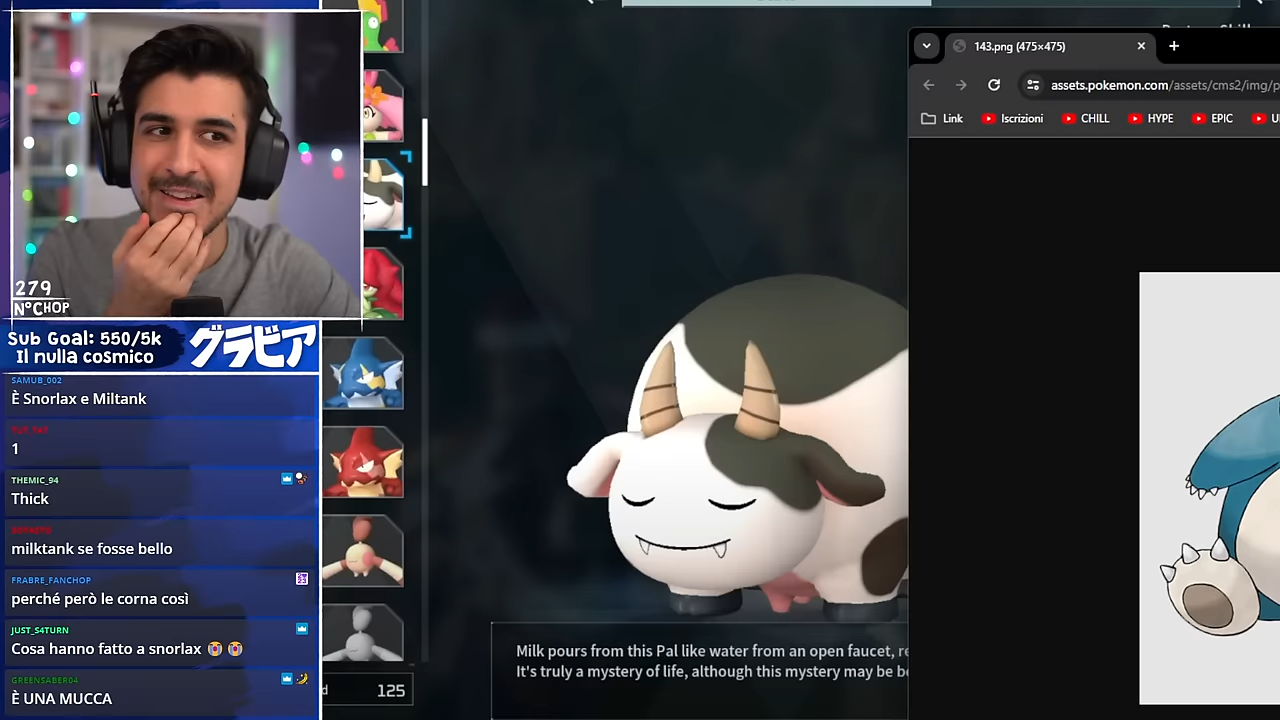 143.png (475×475)
assets.pokemon.com/assets/cms2/img/p
Link
Iscrizioni
CHILL
HYPE
EPIC
279
N°CHOP
Sub Goal: 550/5k
Il nulla cosmico
グラビア
SAMUB_002
È Snorlax e Miltank
1
THEMIC_94
Thick
milktank se fosse bello
FRABRE_FANCHOP
perché però le corna così
JUST_S4TURN
Cosa hanno fatto a snorlax 😭 😭
GREENSABER04
È UNA MUCCA
125
Milk pours from this Pal like water from an open faucet,
It's truly a mystery of life, although this mystery may be